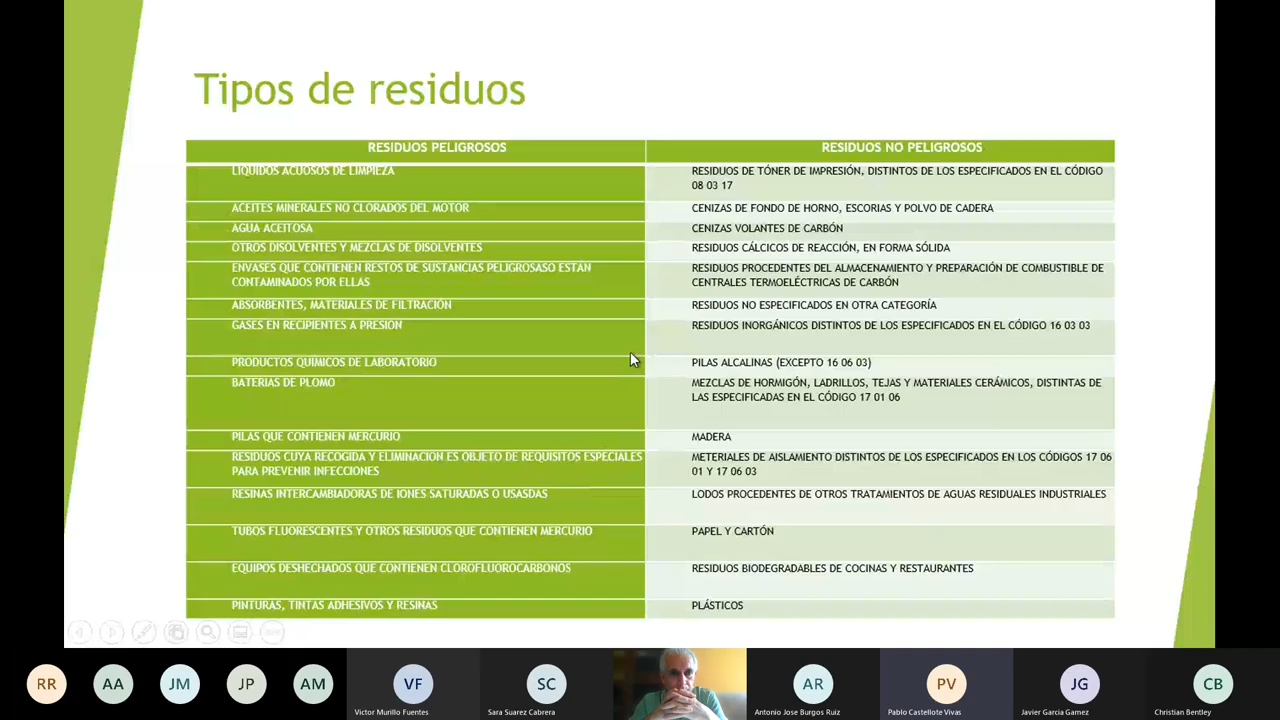 Tipos de residuos
RESIDUOS PELIGROSOS
RESIDUOS NO PELIGROSOS
LIQUIDOS ACUOSOS DE LIMPIEZA
RESIDUOS DE TÓNER DE IMPRESIÓN, DISTINTOS DE LOS ESPECIFICADOS EN EL CÓDIGO
08 03 17
ACEITES MINERALES NO CLORADOS DEL MOTOR
CENIZAS DE FONDO DE HORNO, ESCORIAS Y POLVO DE CADERA
AGUA ACEITOSA
CENIZAS VOLANTES DE CARBÓN
OTROS DISOLVENTES Y MEZCLAS DE DISOLVENTES
RESIDUOS CÁLCICOS DE REACCIÓN, EN FORMA SÓLIDA
ENVASES QUE CONTIENEN RESTOS DE SUSTANCIAS PELIGROSASO ESTÁN
CONTAMINADOS POR ELLAS
RESIDUOS PROCEDENTES DEL ALMACENAMIENTO Y PREPARACIÓN DE COMBUSTIBLE DE
CENTRALES TERMOELÉCTRICAS DE CARBÓN
ABSORBENTES, MATERIALES DE FILTRACIÓN
RESIDUOS NO ESPECIFICADOS EN OTRA CATEGORÍA
GASES EN RECIPIENTES A PRESIÓN
RESIDUOS INORGÁNICOS DISTINTOS DE LOS ESPECIFICADOS EN EL CÓDIGO 16 03 03
PRODUCTOS QUIMICOS DE LABORATORIO
PILAS ALCALINAS (EXCEPTO 16 06 03)
BATERIAS DE PLOMO
MEZCLAS DE HORMIGÓN, LADRILLOS, TEJAS Y MATERIALES CERÁMICOS, DISTINTAS DE
LAS ESPECIFICADAS EN EL CÓDIGO 17 01 06
PILAS QUE CONTIENEN MERCURIO
MADERA
RESIDUOS CUYA RECOGIDA Y ELIMINACION ES OBJETO DE REQUISITOS ESPECIALES
PARA PREVENIR INFECCIONES
METERIALES DE AISLAMIENTO DISTINTOS DE LOS ESPECIFICADOS EN LOS CÓDIGOS 17 06
01 Y 17 06 03
RESINAS INTERCAMBIADORAS DE IONES SATURADAS O USASDAS
LODOS PROCEDENTES DE OTROS TRATAMIENTOS DE AGUAS RESIDUALES INDUSTRIALES
TUBOS FLUORESCENTES Y OTROS RESIDUOS QUE CONTIENEN MERCURIO
PAPEL Y CARTÓN
EQUIPOS DESHECHADOS QUE CONTIENEN CLOROFLUOROCARBONOS
RESIDUOS BIODEGRADABLES DE COCINAS Y RESTAURANTES
PINTURAS, TINTAS ADHESIVOS Y RESINAS
PLÁSTICOS
RR
AA
JM
JP
AM
VF
SC
AR
PV
JG
CB
Victor Murillo Fuentes
Sara Suarez Cabrera
Antonio Jose Burgos Ruiz
Pablo Castellote Vivas
Javier Garcia Gamez
Christian Bentley